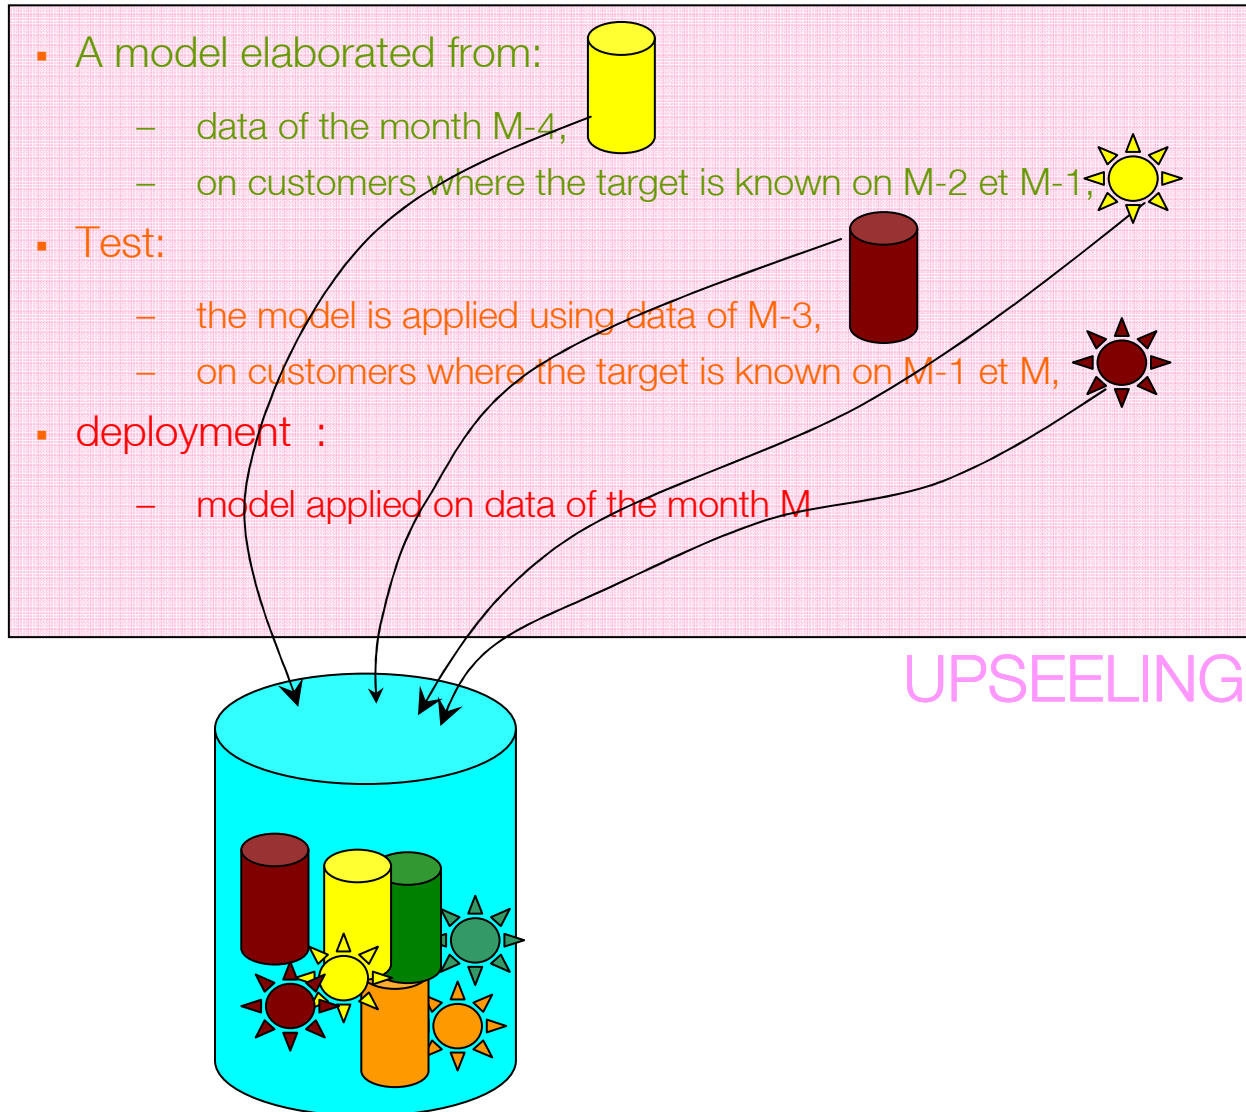 ▪ A model elaborated from:
– data of the month M-4,
– on customers where the target is known on M-2 et M-1,
▪ Test:
– the model is applied using data of M-3,
– on customers where the target is known on M-1 et M,
▪ deployment :
– model applied on data of the month M
UPSEELING